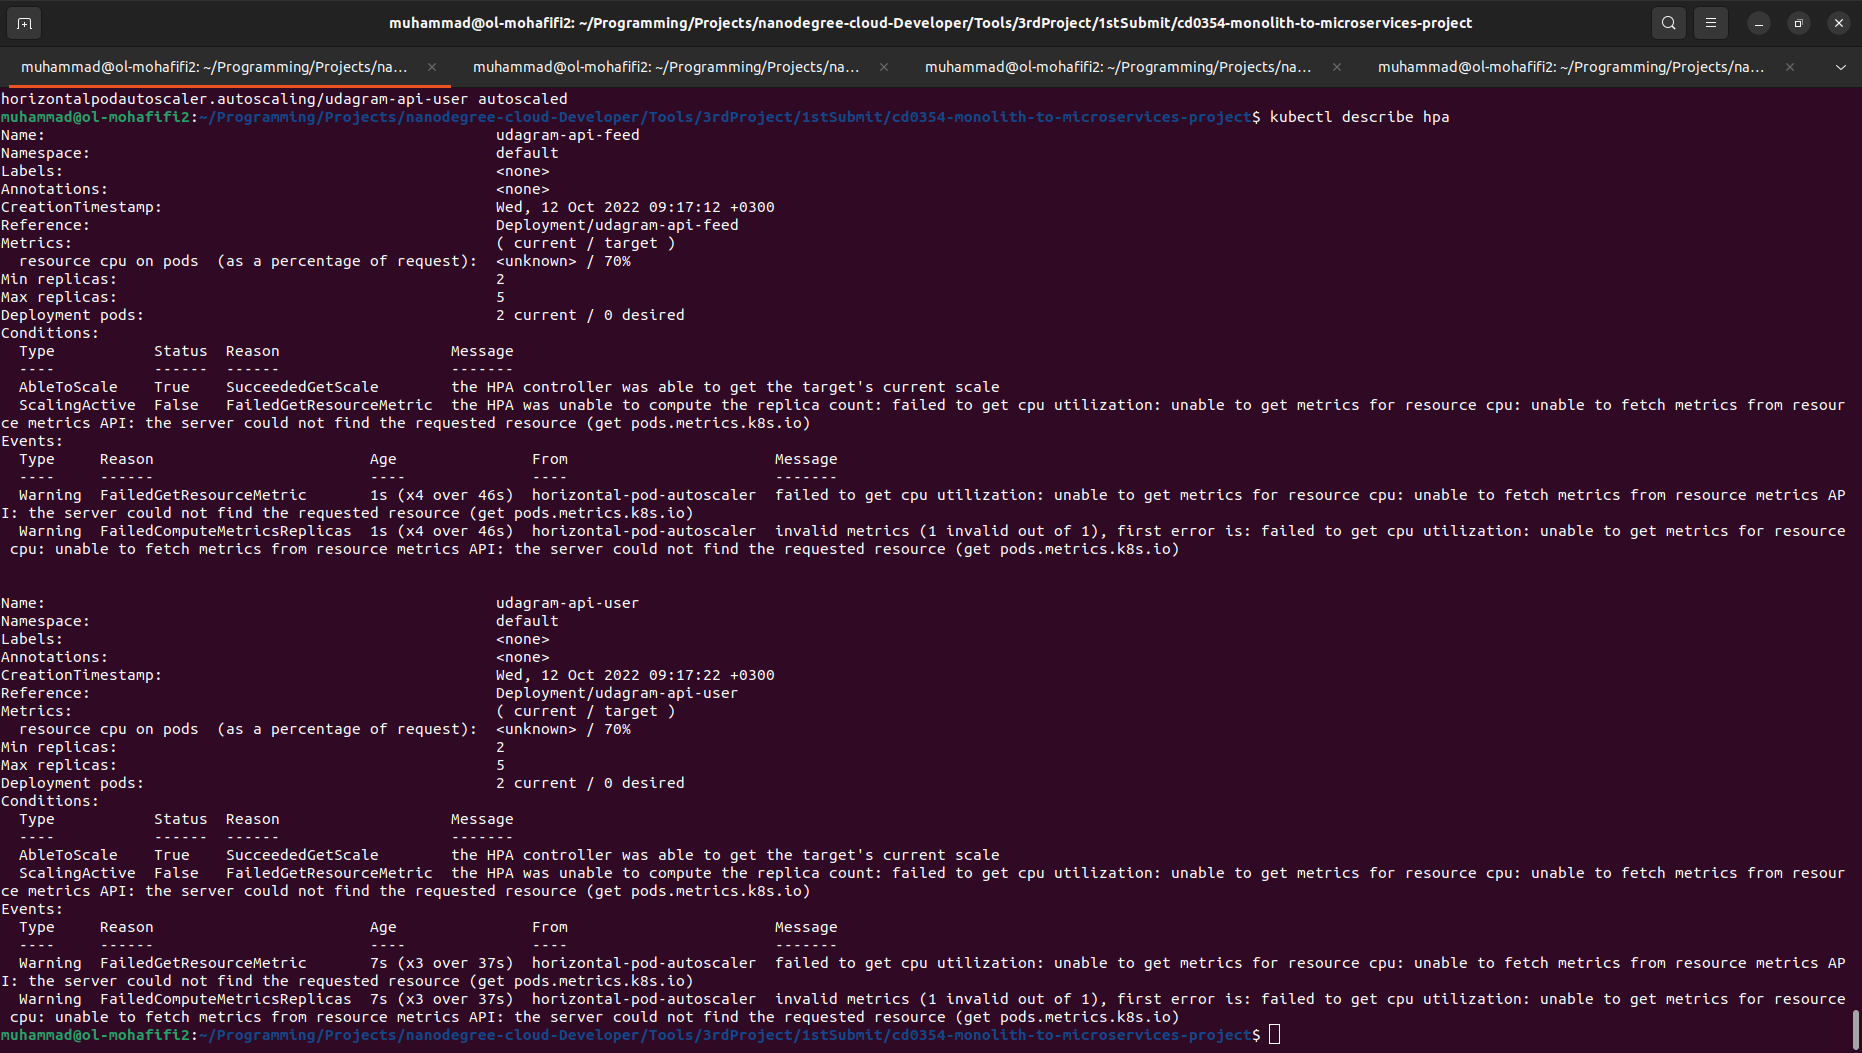 muhammad@ol-mohafifi2: ~/Programming/Projects/nanodegree-cloud-Developer/Tools/3rdProject/1stSubmit/cd0354-monolith-to-microservices-project
muhammad@ol-mohafifi2: ~/Programming/Projects/na... × muhammad@ol-mohafifi2: ~/Programming/Projects/na... × muhammad@ol-mohafifi2: ~/Programming/Projects/na... × muhammad@ol-mohafifi2: ~/Programming/Projects/na... ×
horizontalpodautoscaler.autoscaling/udagram-api-user autoscaled
muhammad@ol-mohafifi2:~/Programming/Projects/nanodegree-cloud-Developer/Tools/3rdProject/1stSubmit/cd0354-monolith-to-microservices-project$ kubectl describe hpa
Name:                                                  udagram-api-feed
Namespace:                                             default
Labels:                                                <none>
Annotations:                                           <none>
CreationTimestamp:                                     Wed, 12 Oct 2022 09:17:12 +0300
Reference:                                             Deployment/udagram-api-feed
Metrics:                                               ( current / target )
  resource cpu on pods  (as a percentage of request):  <unknown> / 70%
Min replicas:                                          2
Max replicas:                                          5
Deployment pods:                                       2 current / 0 desired
Conditions:
  Type           Status  Reason                   Message
  ----           ------  ------                   -------
  AbleToScale    True    SucceededGetScale        the HPA controller was able to get the target's current scale
  ScalingActive  False   FailedGetResourceMetric  the HPA was unable to compute the replica count: failed to get cpu utilization: unable to get metrics for resource cpu: unable to fetch metrics from resour
ce metrics API: the server could not find the requested resource (get pods.metrics.k8s.io)
Events:
  Type     Reason                        Age               From                       Message
  ----     ------                        ----              ----                       -------
  Warning  FailedGetResourceMetric       1s (x4 over 46s)  horizontal-pod-autoscaler  failed to get cpu utilization: unable to get metrics for resource cpu: unable to fetch metrics from resource metrics AP
I: the server could not find the requested resource (get pods.metrics.k8s.io)
  Warning  FailedComputeMetricsReplicas  1s (x4 over 46s)  horizontal-pod-autoscaler  invalid metrics (1 invalid out of 1), first error is: failed to get cpu utilization: unable to get metrics for resource
 cpu: unable to fetch metrics from resource metrics API: the server could not find the requested resource (get pods.metrics.k8s.io)
Name:                                                  udagram-api-user
Namespace:                                             default
Labels:                                                <none>
Annotations:                                           <none>
CreationTimestamp:                                     Wed, 12 Oct 2022 09:17:22 +0300
Reference:                                             Deployment/udagram-api-user
Metrics:                                               ( current / target )
  resource cpu on pods  (as a percentage of request):  <unknown> / 70%
Min replicas:                                          2
Max replicas:                                          5
Deployment pods:                                       2 current / 0 desired
Conditions:
  Type           Status  Reason                   Message
  ----           ------  ------                   -------
  AbleToScale    True    SucceededGetScale        the HPA controller was able to get the target's current scale
  ScalingActive  False   FailedGetResourceMetric  the HPA was unable to compute the replica count: failed to get cpu utilization: unable to get metrics for resource cpu: unable to fetch metrics from resour
ce metrics API: the server could not find the requested resource (get pods.metrics.k8s.io)
Events:
  Type     Reason                        Age               From                       Message
  ----     ------                        ----              ----                       -------
  Warning  FailedGetResourceMetric       7s (x3 over 37s)  horizontal-pod-autoscaler  failed to get cpu utilization: unable to get metrics for resource cpu: unable to fetch metrics from resource metrics AP
I: the server could not find the requested resource (get pods.metrics.k8s.io)
  Warning  FailedComputeMetricsReplicas  7s (x3 over 37s)  horizontal-pod-autoscaler  invalid metrics (1 invalid out of 1), first error is: failed to get cpu utilization: unable to get metrics for resource
 cpu: unable to fetch metrics from resource metrics API: the server could not find the requested resource (get pods.metrics.k8s.io)
muhammad@ol-mohafifi2:~/Programming/Projects/nanodegree-cloud-Developer/Tools/3rdProject/1stSubmit/cd0354-monolith-to-microservices-project$